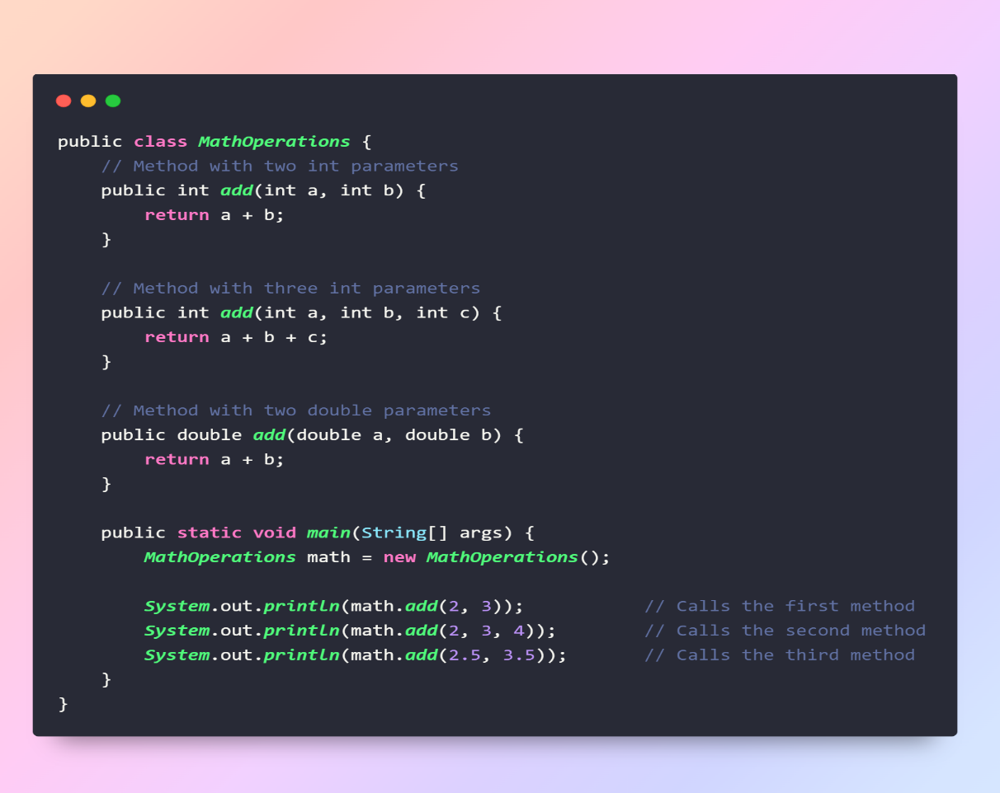 public class MathOperations {
    // Method with two int parameters
    public int add(int a, int b) {
        return a + b;
    }

    // Method with three int parameters
    public int add(int a, int b, int c) {
        return a + b + c;
    }

    // Method with two double parameters
    public double add(double a, double b) {
        return a + b;
    }

    public static void main(String[] args) {
        MathOperations math = new MathOperations();

        System.out.println(math.add(2, 3));           // Calls the first method
        System.out.println(math.add(2, 3, 4));        // Calls the second method
        System.out.println(math.add(2.5, 3.5));       // Calls the third method
    }
}